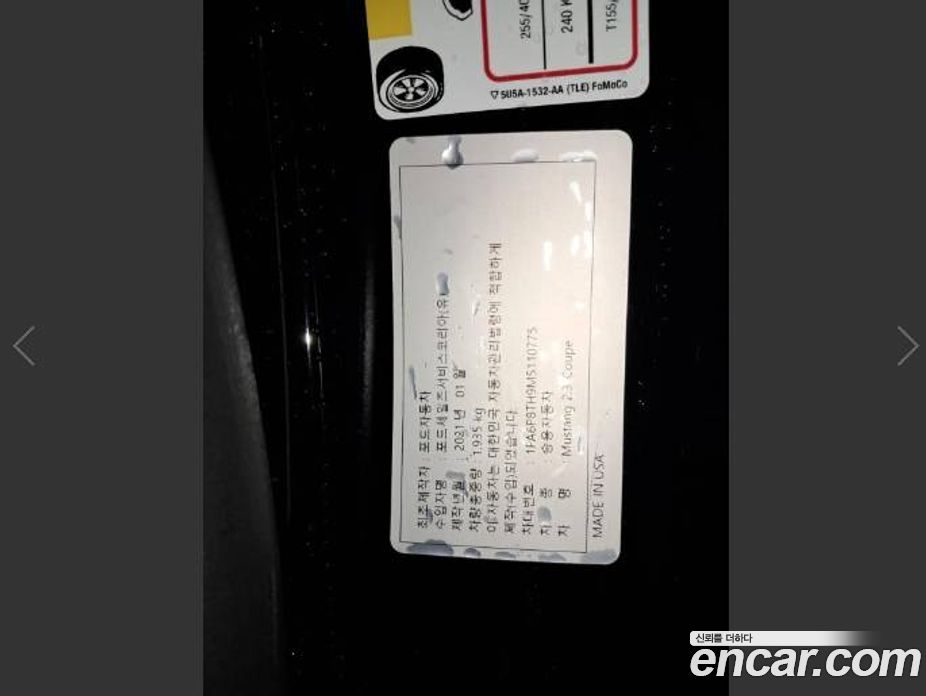 255/40
240 K
T155/
▽ 5U5A-1532-AA (TLE) FoMoCo
최초제작자 : 포드자동차
수입자명 : 포드세일즈서비스코리아(유)
제작년월 : 2021 년 01 월
차량총중량 : 1,935 kg
이 자동차는 대한민국 자동차관리법령에 적합하게
제작(수입)되었습니다.
차대번호 : 1FA6P8TH9M5110775
차 종 : 승용자동차
차 명 : Mustang 2.3 Coupe
MADE IN USA
신뢰를 더하다
encar.com